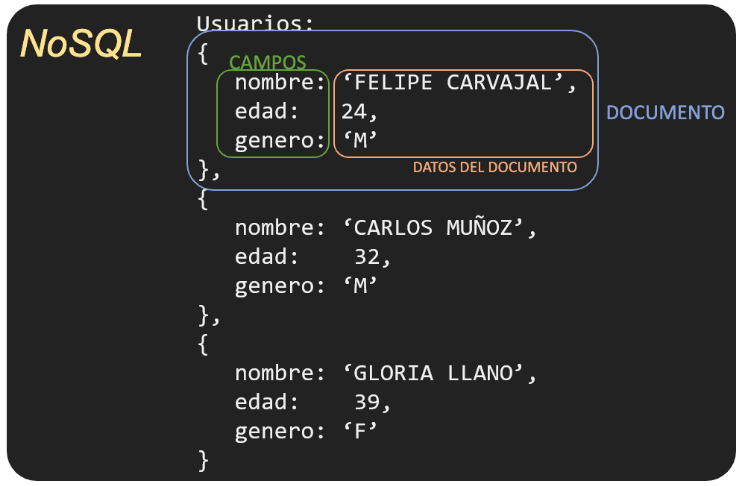 NoSQL
Usuarios:
{
CAMPOS
nombre: ‘FELIPE CARVAJAL’,
edad: 24,
genero: ‘M’
DOCUMENTO
DATOS DEL DOCUMENTO
},
{
nombre: ‘CARLOS MUÑOZ’,
edad: 32,
genero: ‘M’
},
{
nombre: ‘GLORIA LLANO’,
edad: 39,
genero: ‘F’
}